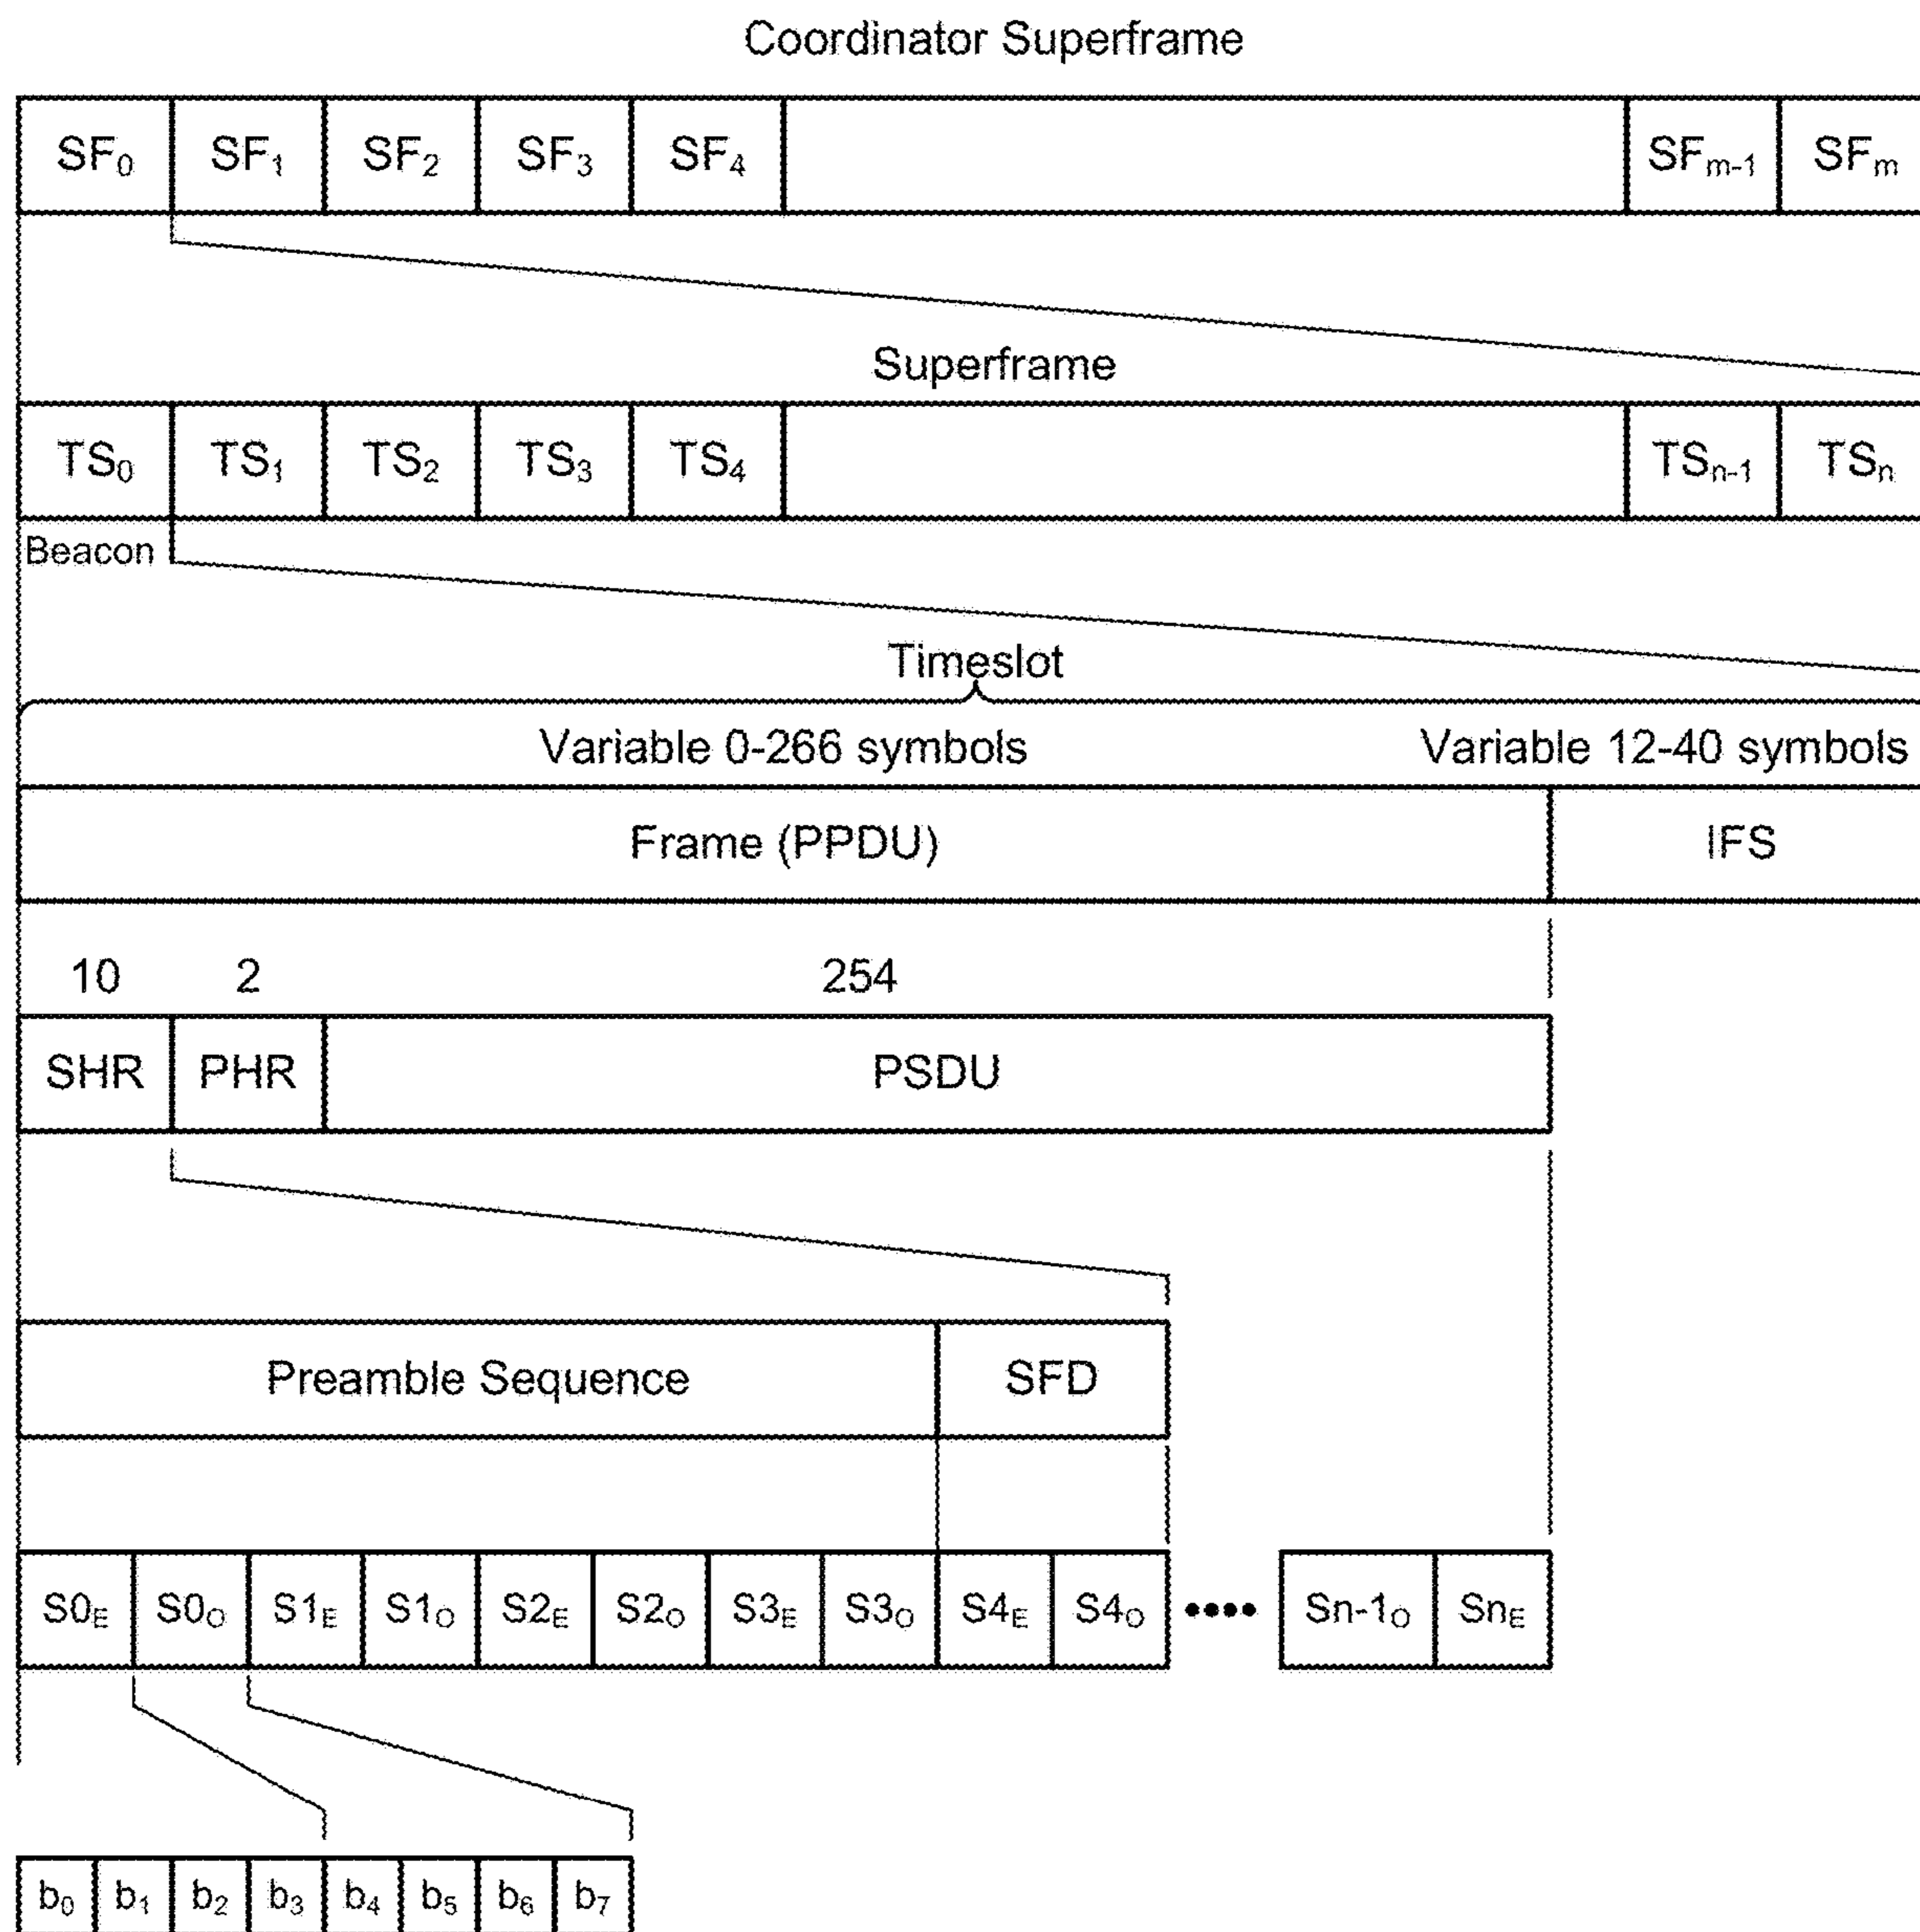 Coordinator Superframe
SF₀ SF₁ SF₂ SF₃ SF₄ SFₘ₋₁ SFₘ
Superframe
TS₀ TS₁ TS₂ TS₃ TS₄ TSₙ₋₁ TSₙ
Beacon
Timeslot
Variable 0-266 symbols Variable 12-40 symbols
Frame (PPDU) IFS
10 2 254
SHR PHR PSDU
Preamble Sequence SFD
S0E S0O S1E S1O S2E S2O S3E S3O S4E S4O •••• Sn-1O SnE
b₀ b₁ b₂ b₃ b₄ b₅ b₆ b₇